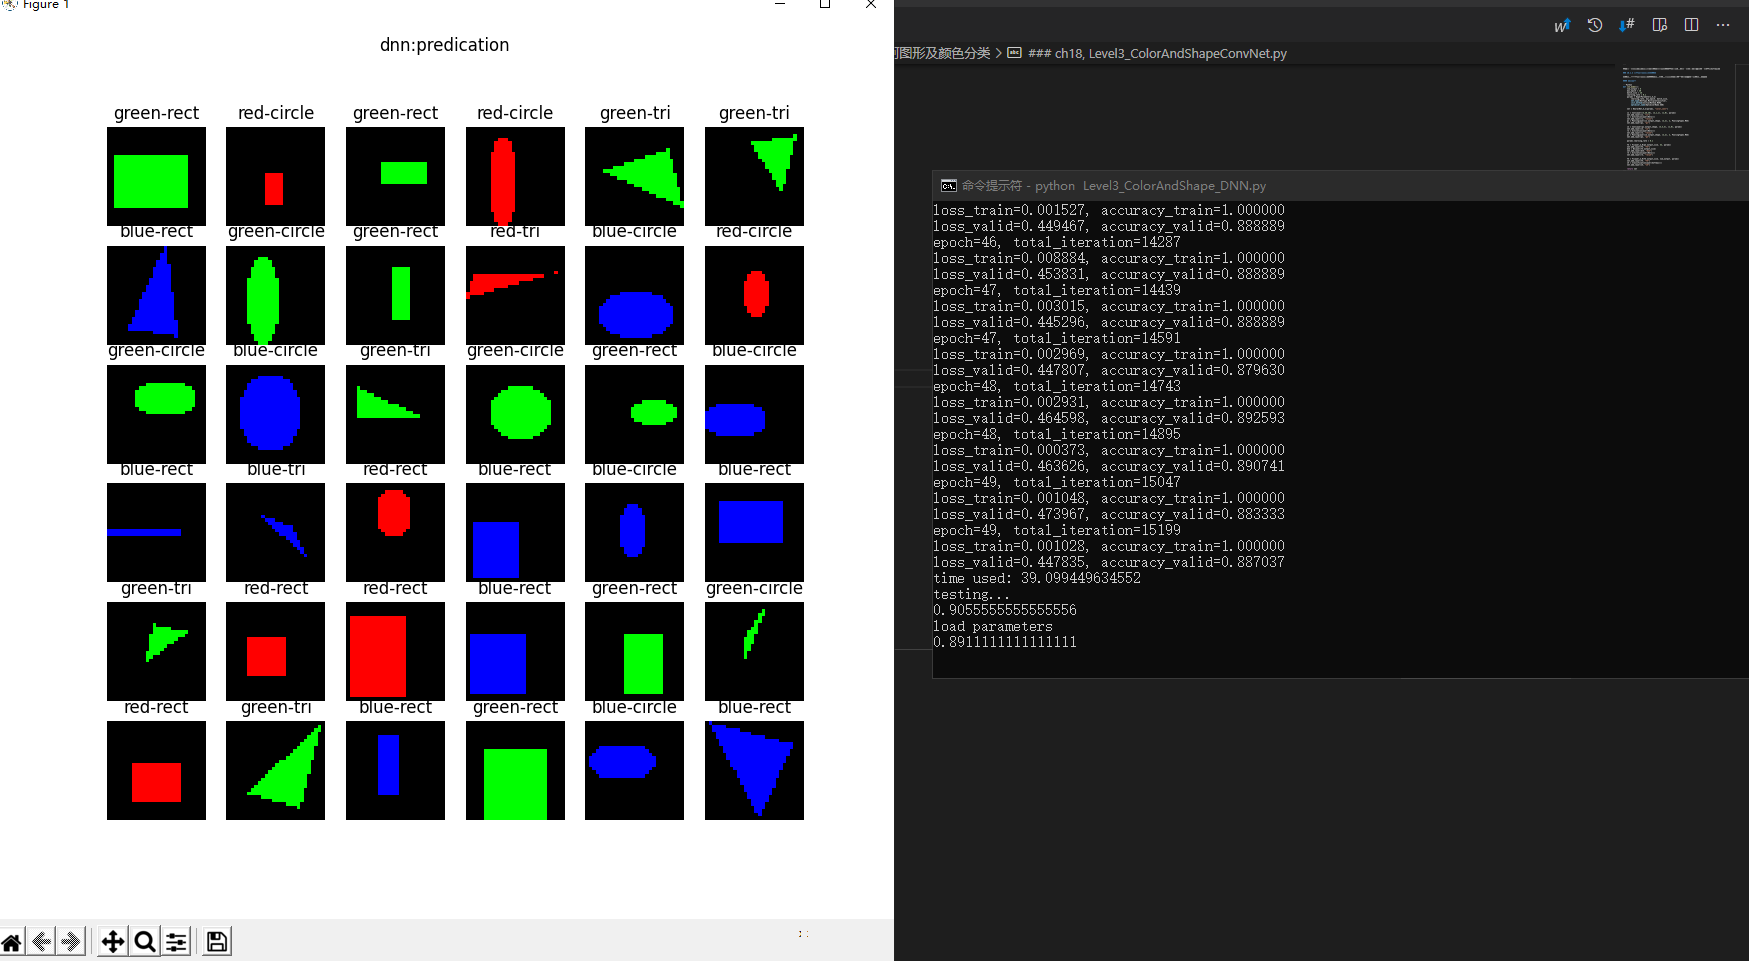 Figure 1
dnn:predication
green-rect red-circle green-rect red-circle green-tri green-tri
blue-rect green-circle green-rect red-tri blue-circle red-circle
green-circle blue-circle green-tri green-circle green-rect blue-circle
blue-rect blue-tri red-rect blue-rect blue-circle blue-rect
green-tri red-rect red-rect blue-rect green-rect green-circle
red-rect green-tri blue-rect green-rect blue-circle blue-rect
图形及颜色分类 > ### ch18, Level3_ColorAndShapeConvNet.py
命令提示符 - python Level3_ColorAndShape_DNN.py
loss_train=0.001527, accuracy_train=1.000000
loss_valid=0.449467, accuracy_valid=0.888889
epoch=46, total_iteration=14287
loss_train=0.008884, accuracy_train=1.000000
loss_valid=0.453831, accuracy_valid=0.888889
epoch=47, total_iteration=14439
loss_train=0.003015, accuracy_train=1.000000
loss_valid=0.445296, accuracy_valid=0.888889
epoch=47, total_iteration=14591
loss_train=0.002969, accuracy_train=1.000000
loss_valid=0.447807, accuracy_valid=0.879630
epoch=48, total_iteration=14743
loss_train=0.002931, accuracy_train=1.000000
loss_valid=0.464598, accuracy_valid=0.892593
epoch=48, total_iteration=14895
loss_train=0.000373, accuracy_train=1.000000
loss_valid=0.463626, accuracy_valid=0.890741
epoch=49, total_iteration=15047
loss_train=0.001048, accuracy_train=1.000000
loss_valid=0.473967, accuracy_valid=0.883333
epoch=49, total_iteration=15199
loss_train=0.001028, accuracy_train=1.000000
loss_valid=0.447835, accuracy_valid=0.887037
time used: 39.099449634552
testing...
0.9055555555555556
load parameters
0.8911111111111111